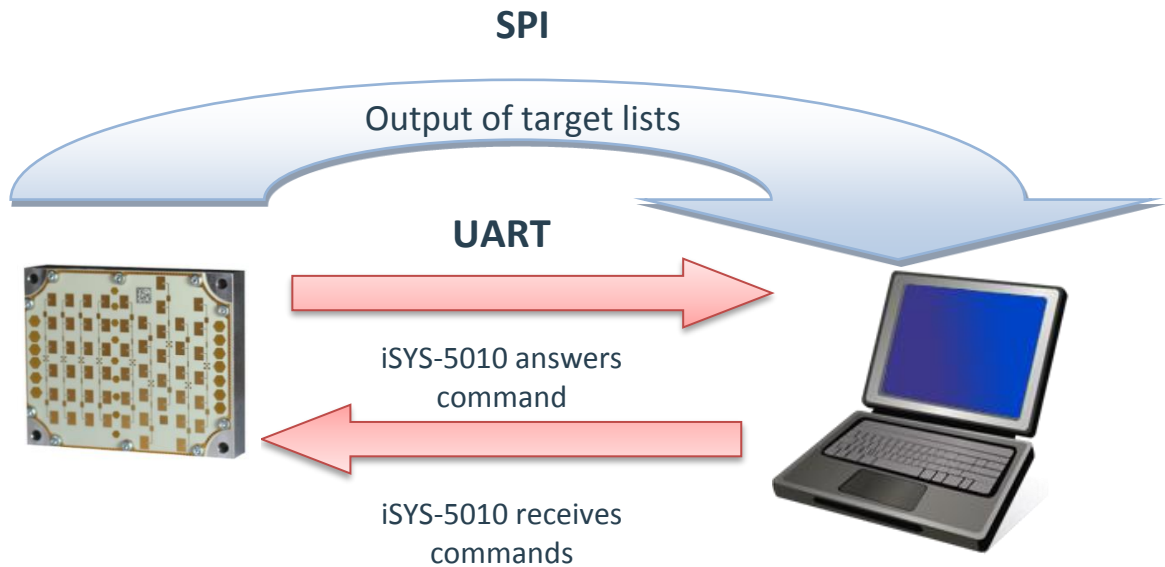 SPI
Output of target lists
UART
iSYS-5010 answers
command
iSYS-5010 receives
commands